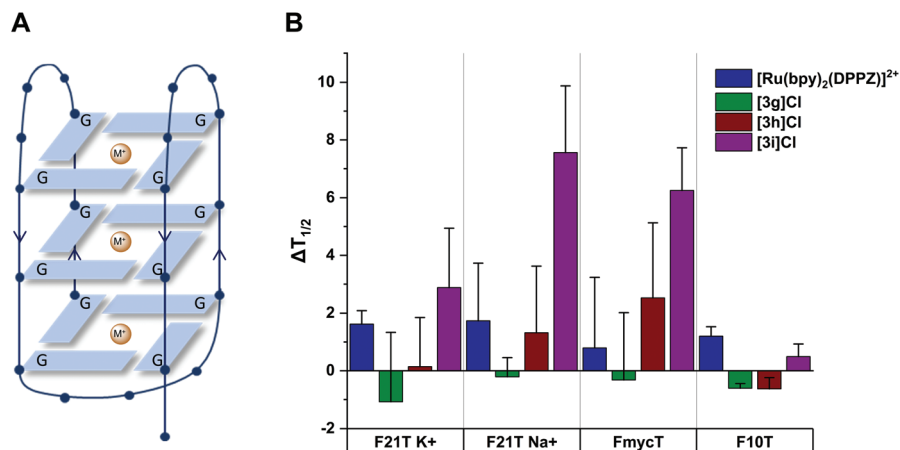 A
G
G
M⁺
G
G
G
G
M⁺
G
G
G
G
M⁺
G
G
B
[Ru(bpy)₂(DPPZ)]²⁺
[3g]Cl
[3h]Cl
[3i]Cl
ΔT₁/₂
10
8
6
4
2
0
-2
F21T K+
F21T Na+
FmycT
F10T